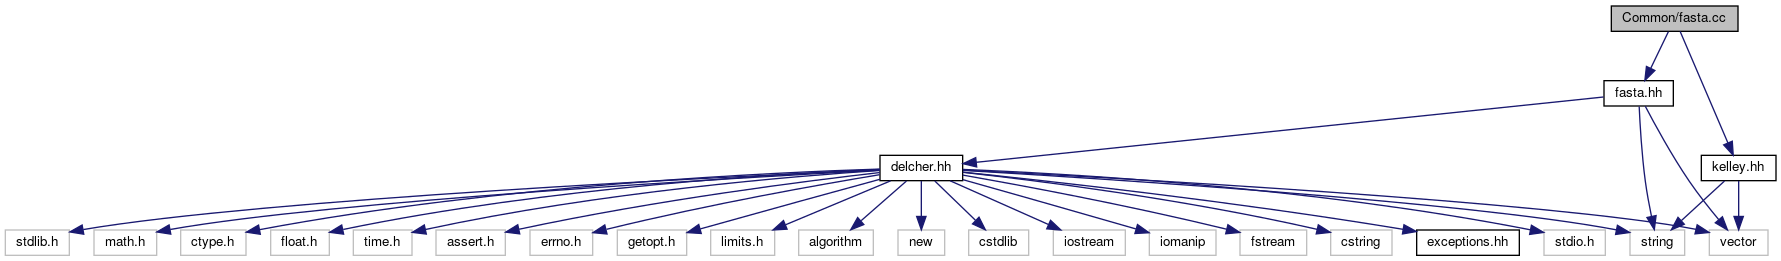 Common/fasta.cc
fasta.hh
delcher.hh
kelley.hh
stdlib.h
math.h
ctype.h
float.h
time.h
assert.h
errno.h
getopt.h
limits.h
algorithm
new
cstdlib
iostream
iomanip
fstream
cstring
exceptions.hh
stdio.h
string
vector